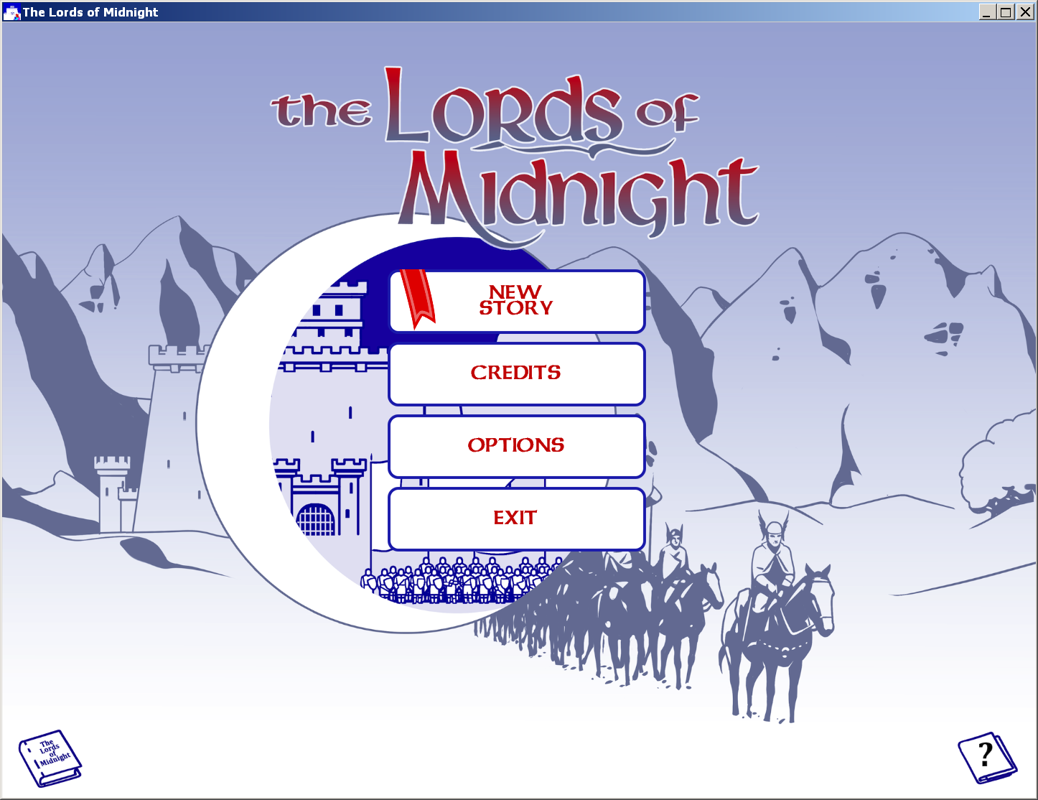 The Lords of Midnight
the Lords of
Midnight
NEW
STORY
CREDITS
OPTIONS
EXIT
The
Lords
of
Midnight
?